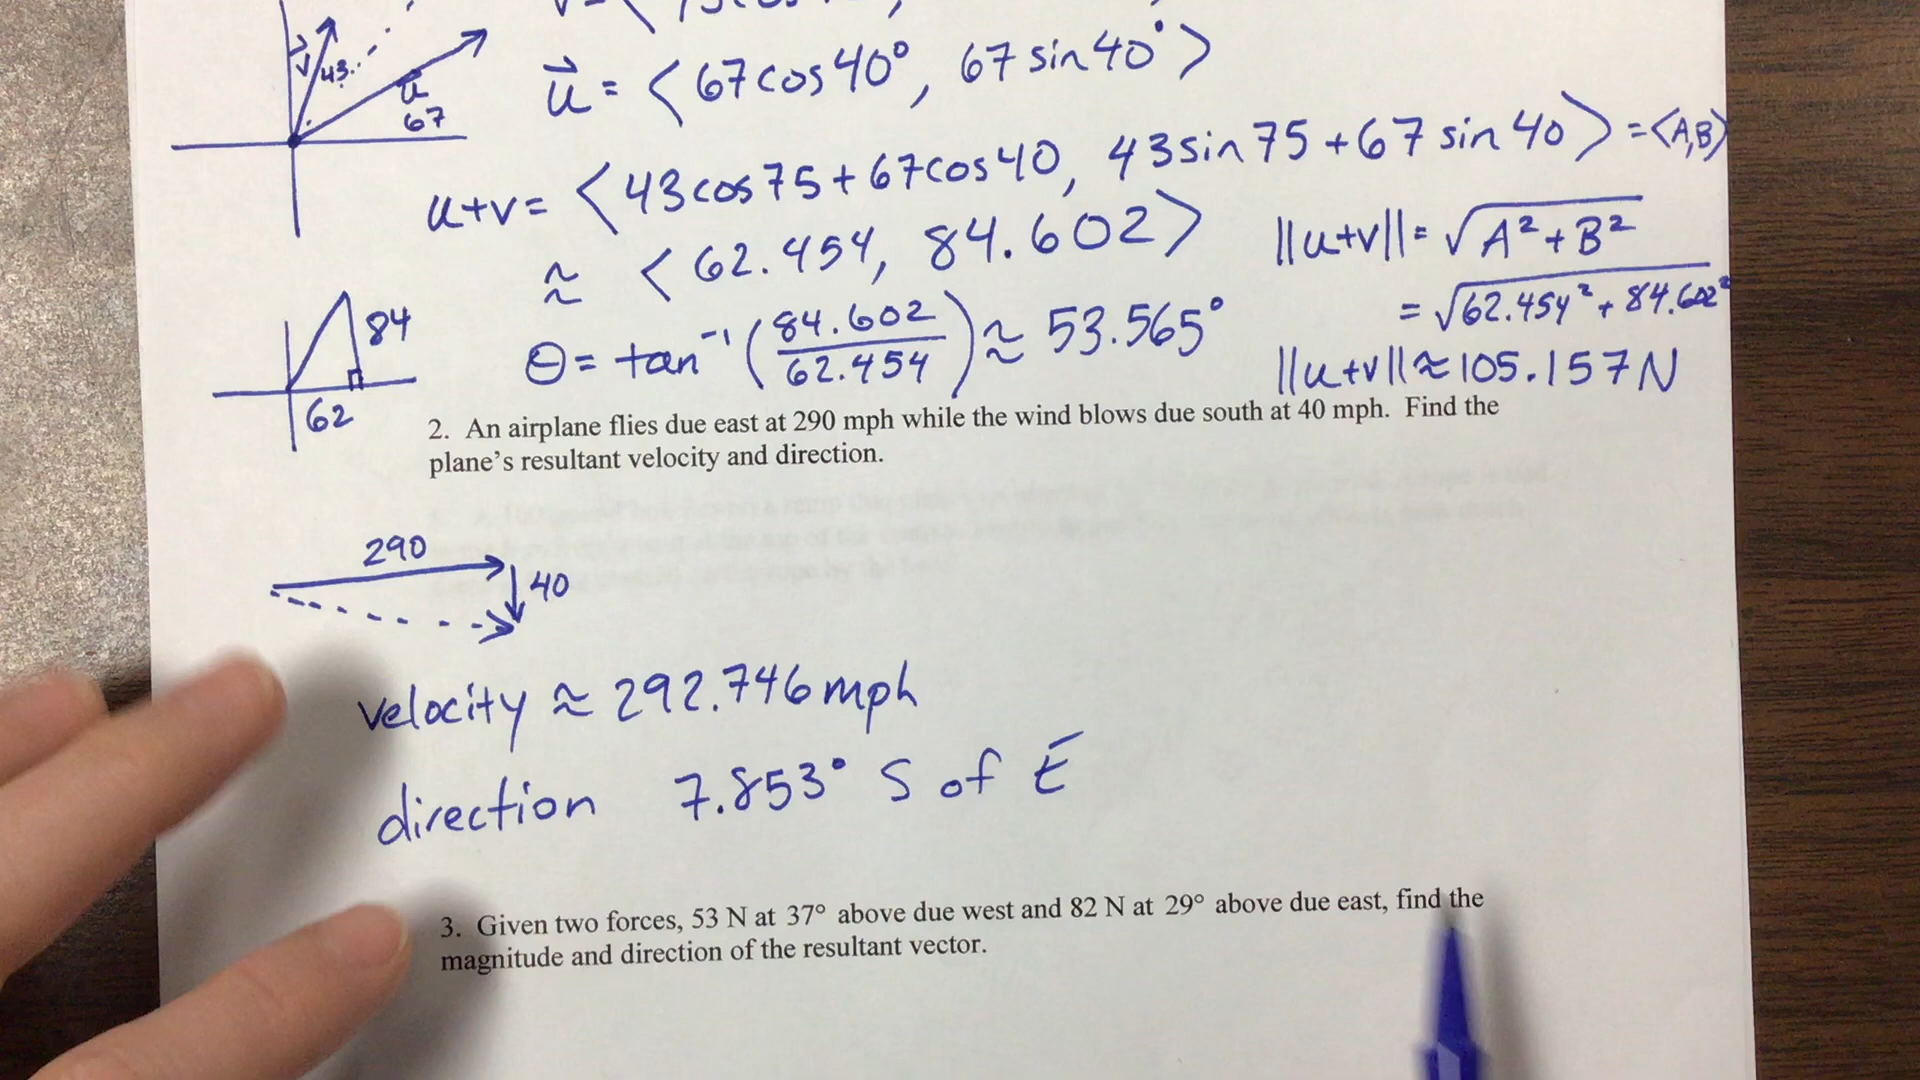 v
43
u
67
u = ⟨67cos40°, 67sin40°⟩
u+v = ⟨43cos75+67cos40, 43sin75+67sin40⟩ = ⟨A,B⟩
≈ ⟨62.454, 84.602⟩
||u+v|| = √A²+B²
= √62.454²+84.602²
84
62
θ = tan⁻¹(84.602/62.454) ≈ 53.565°
||u+v|| ≈ 105.157N
2. An airplane flies due east at 290 mph while the wind blows due south at 40 mph. Find the
plane's resultant velocity and direction.
290
40
velocity ≈ 292.746mph
direction 7.853° S of E
3. Given two forces, 53 N at 37° above due west and 82 N at 29° above due east, find the
magnitude and direction of the resultant vector.